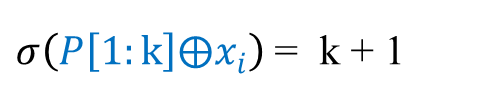 σ(P[1:k]⊕xᵢ) = k + 1